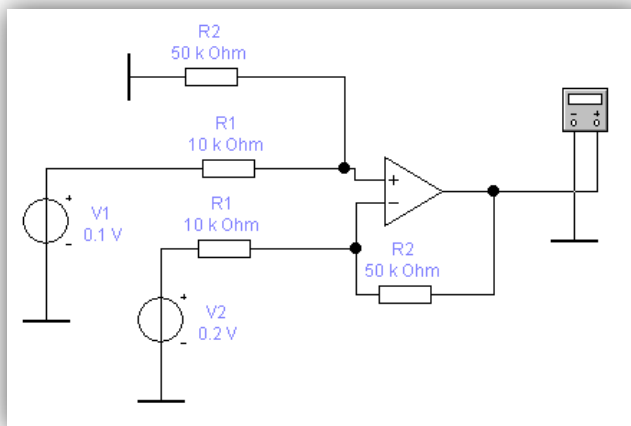 R2
50 k Ohm
R1
10 k Ohm
V1
0.1 V
R1
10 k Ohm
R2
50 k Ohm
V2
0.2 V
+
−
+
-
+
-
- +